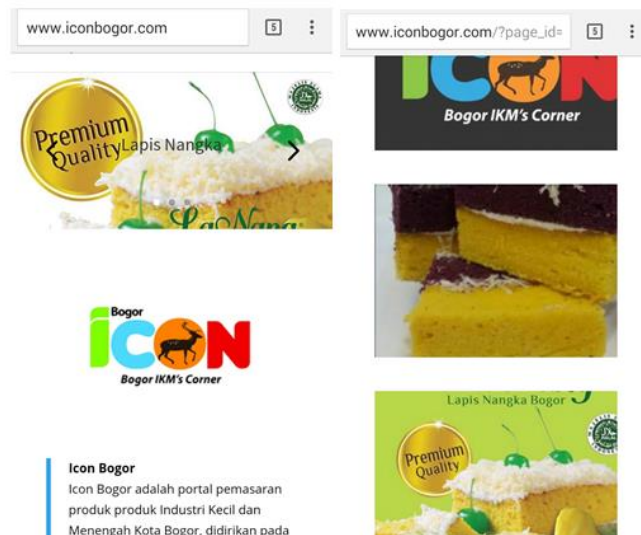 www.iconbogor.com
5
Premium
Quality
Lapis Nangka
LaNang
Bogor
iCON
Bogor IKM's Corner
Icon Bogor
Icon Bogor adalah portal pemasaran
produk produk Industri Kecil dan
Menengah Kota Bogor, didirikan pada
www.iconbogor.com/?page_id=
5
iCON
Bogor IKM's Corner
Lapis Nangka Bogor
Premium
Quality